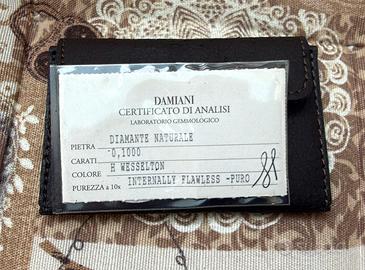 DAMIANI
CERTIFICATO DI ANALISI
LABORATORIO GEMMOLOGICO
PIETRA DIAMANTE NATURALE
CARATI 0,1000
COLORE H WESSELTON
PUREZZA a 10x INTERNALLY FLAWLESS -PURO